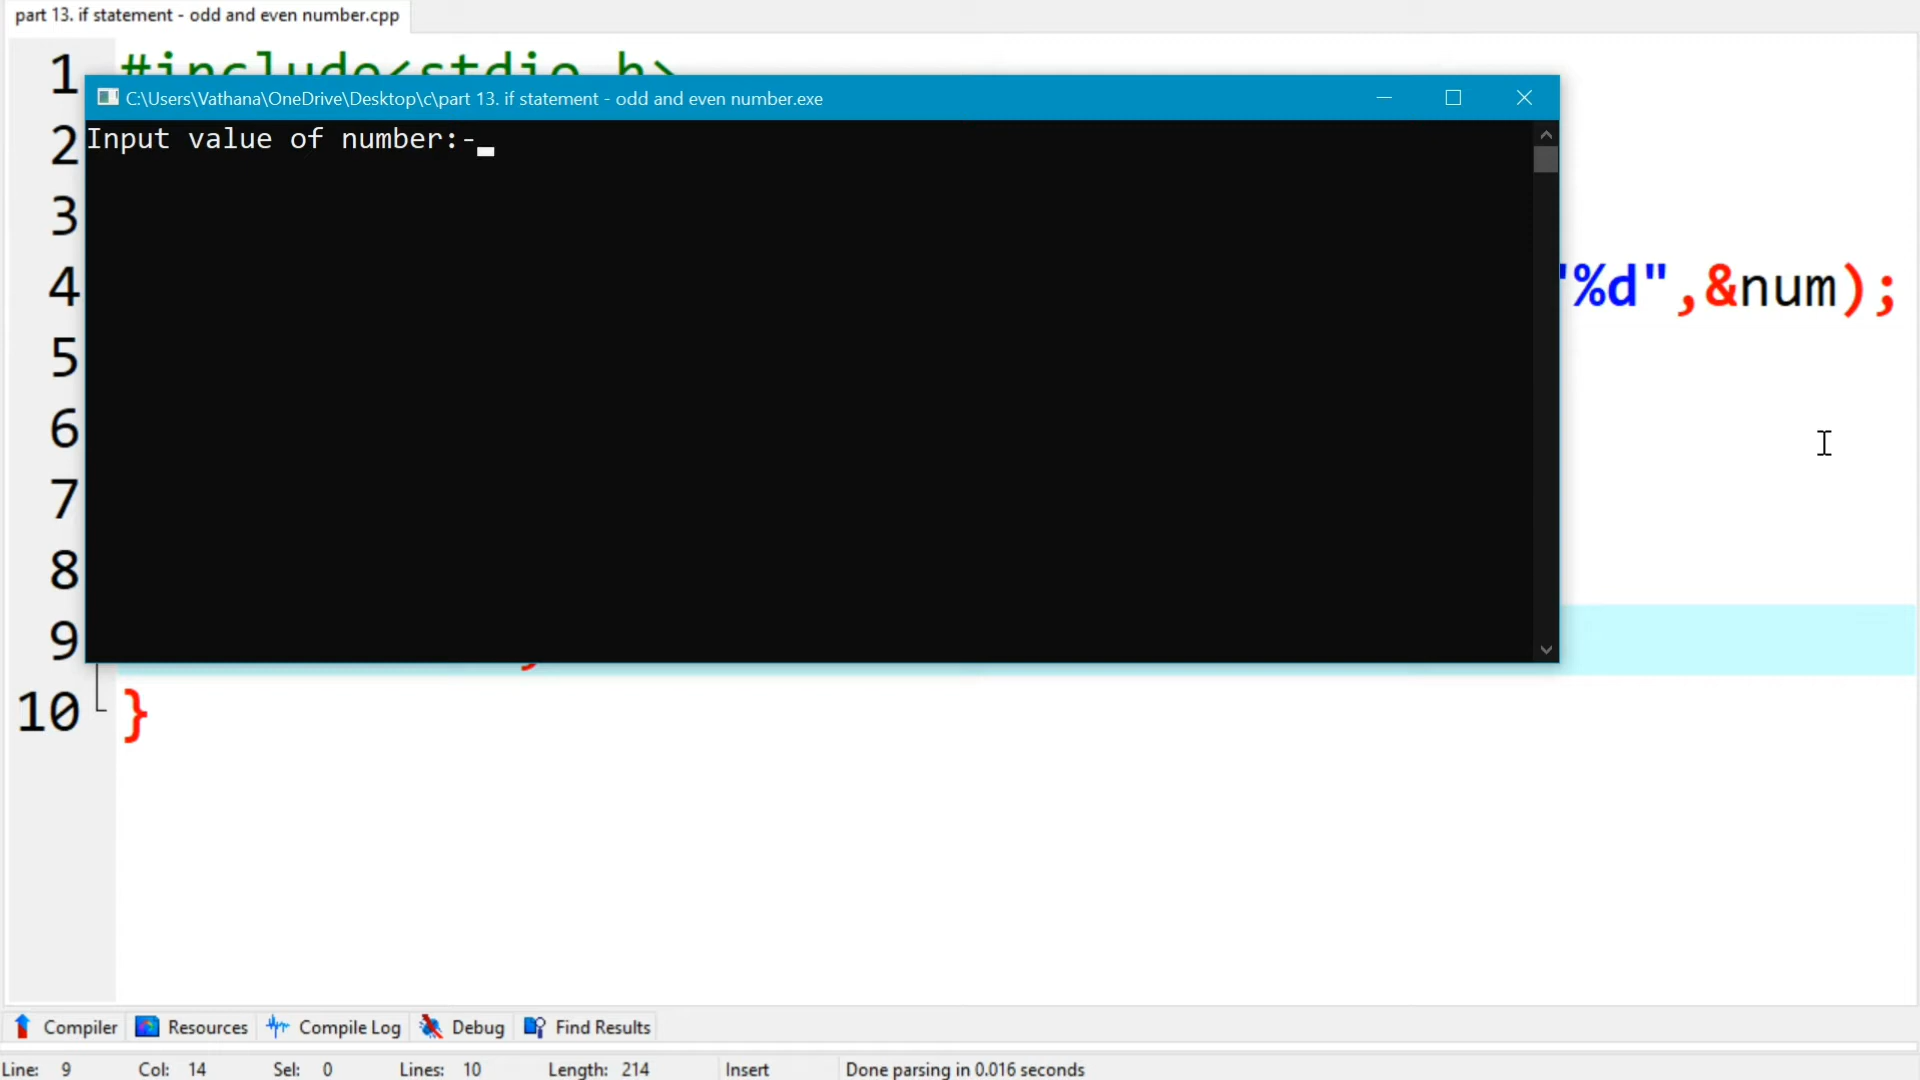 part 13. if statement - odd and even number.cpp
1 #include<stdio.h>
C:\Users\Vathana\OneDrive\Desktop\c\part 13. if statement - odd and even number.exe
2
Input value of number:-
3
4 "%d",&num);
5
6
7
8
9 }
10 }
Compiler Resources Compile Log Debug Find Results
Line: 9 Col: 14 Sel: 0 Lines: 10 Length: 214 Insert Done parsing in 0.016 seconds